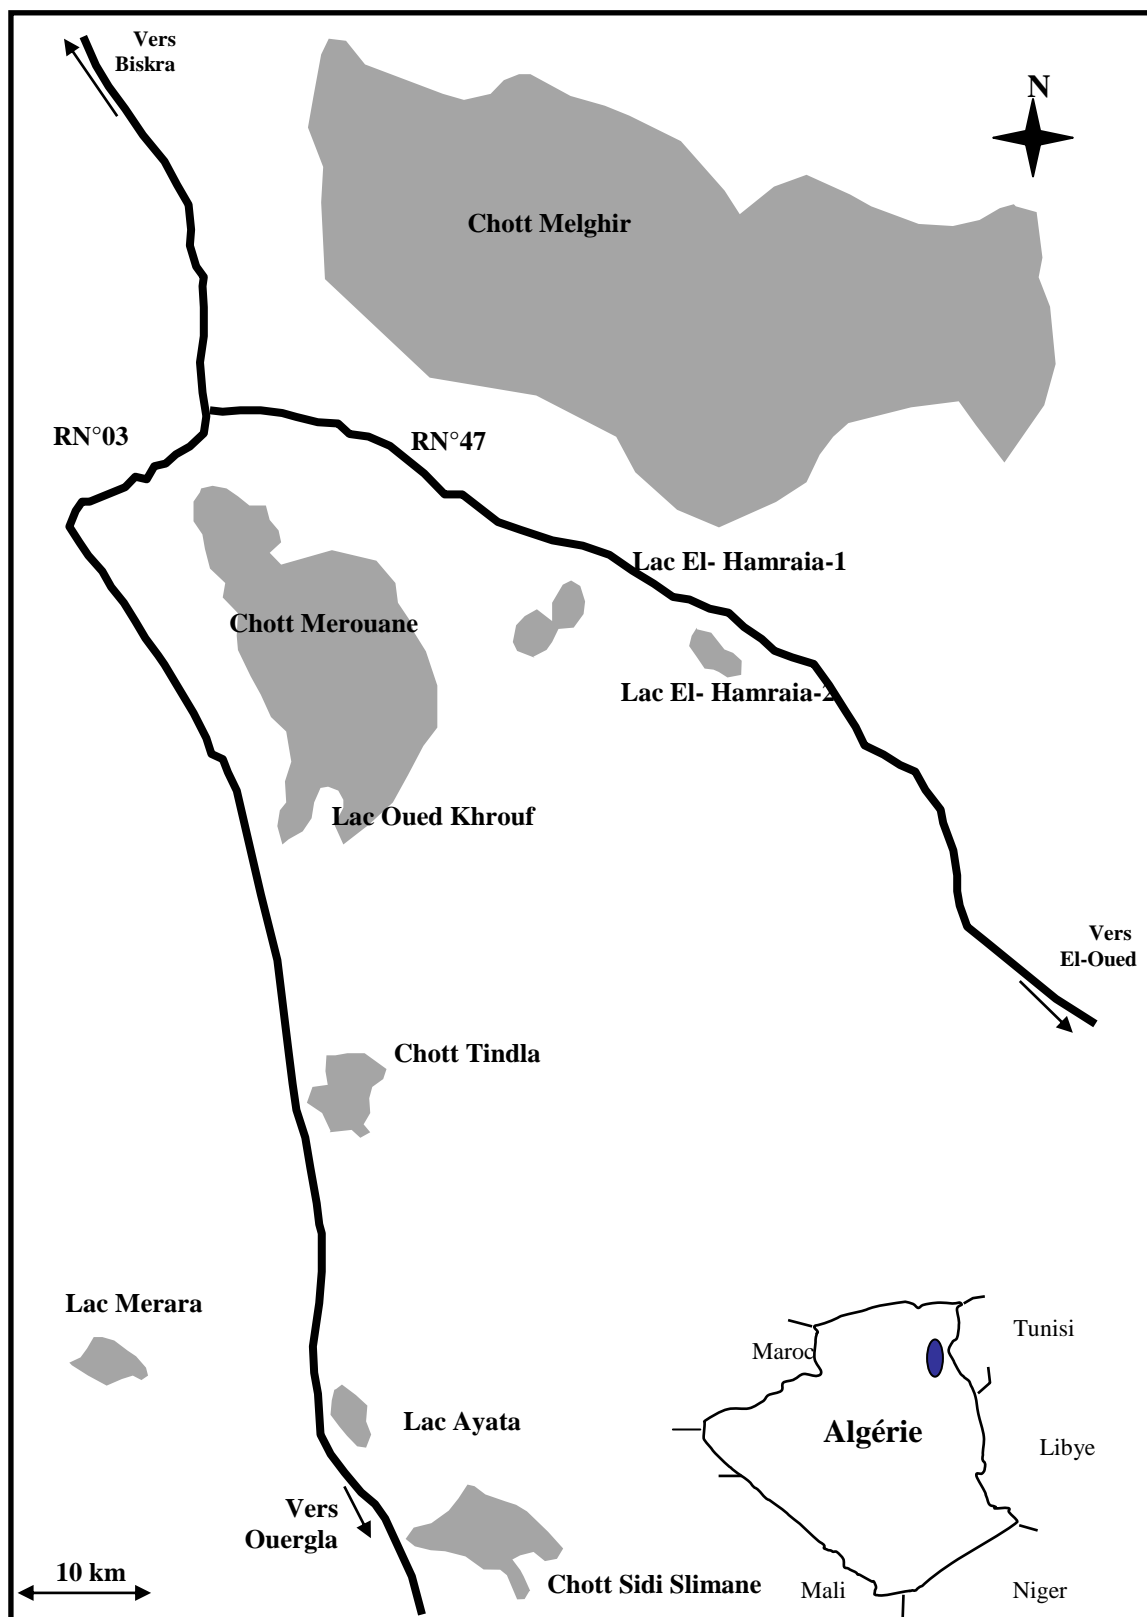 Vers
Biskra
N
Chott Melghir
RN°03
RN°47
Lac El- Hamraia-1
Chott Merouane
Lac El- Hamraia-2
Lac Oued Khrouf
Vers
El-Oued
Chott Tindla
Lac Merara
Tunisi
Maroc
Lac Ayata
Algérie
Libye
Vers
Ouergla
10 km
Chott Sidi Slimane
Mali
Niger